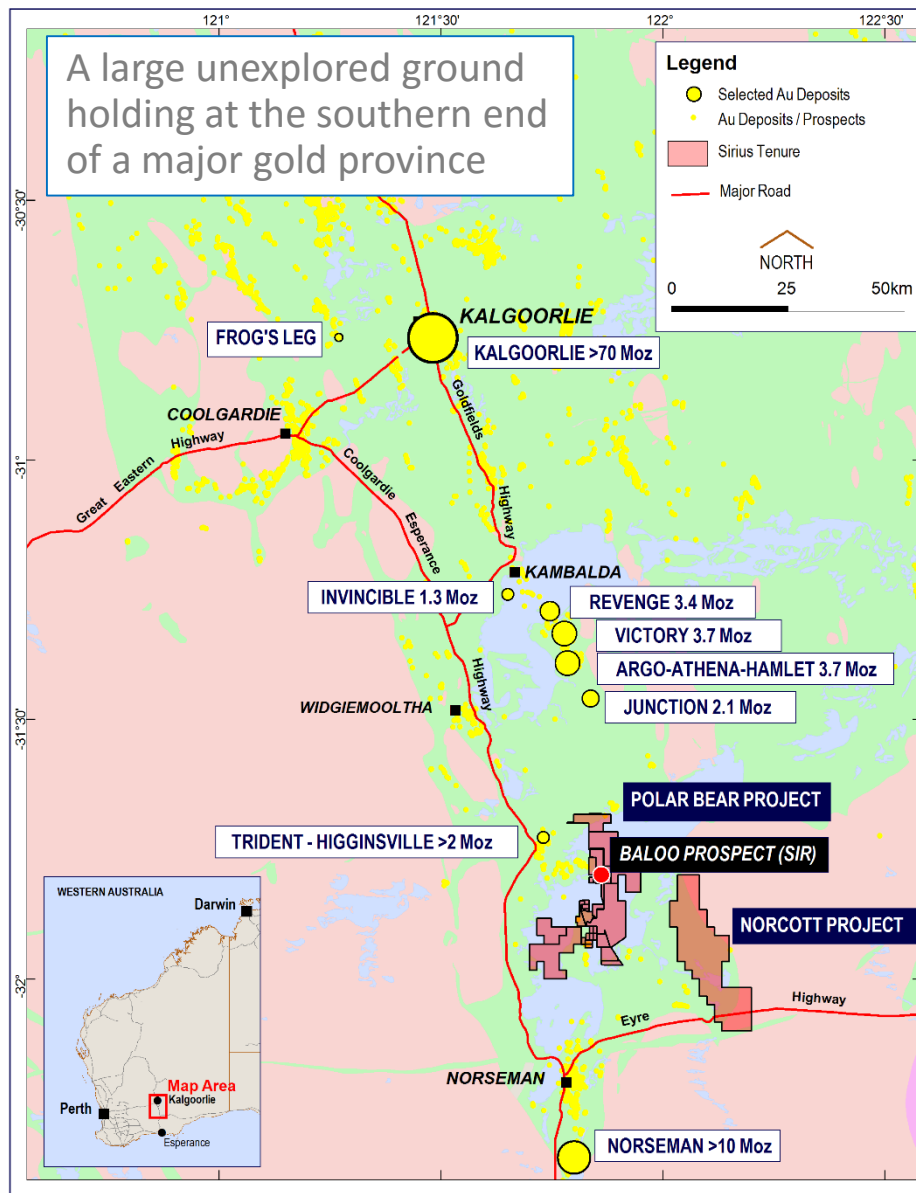 121°
121°30'
122°
122°30'
A large unexplored ground
holding at the southern end
of a major gold province
Legend
Selected Au Deposits
Au Deposits / Prospects
Sirius Tenure
Major Road
NORTH
0 25 50km
30°30'
KALGOORLIE
FROG'S LEG
KALGOORLIE >70 Moz
COOLGARDIE
Goldfields
Highway
Great Eastern Highway
31°
Coolgardie
Esperance
Highway
KAMBALDA
INVINCIBLE 1.3 Moz
REVENGE 3.4 Moz
VICTORY 3.7 Moz
ARGO-ATHENA-HAMLET 3.7 Moz
WIDGIEMOOLTHA
JUNCTION 2.1 Moz
31°30'
POLAR BEAR PROJECT
TRIDENT - HIGGINSVILLE >2 Moz
BALOO PROSPECT (SIR)
NORCOTT PROJECT
-32°
Eyre Highway
NORSEMAN
NORSEMAN >10 Moz
WESTERN AUSTRALIA
Darwin
Map Area
Kalgoorlie
Perth
Esperance